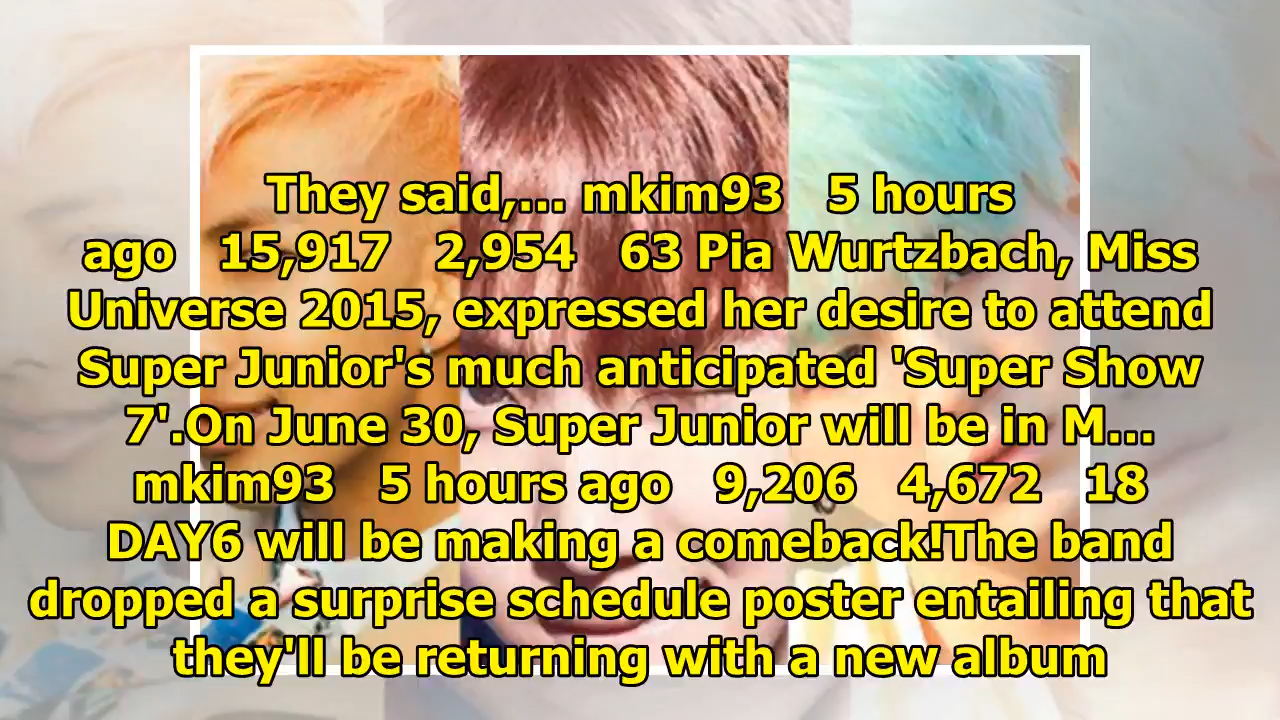 They said,... mkim93 5 hours
ago 15,917 2,954 63 Pia Wurtzbach, Miss
Universe 2015, expressed her desire to attend
Super Junior's much anticipated 'Super Show
7'.On June 30, Super Junior will be in M...
mkim93 5 hours ago 9,206 4,672 18
DAY6 will be making a comeback!The band
dropped a surprise schedule poster entailing that
they'll be returning with a new album